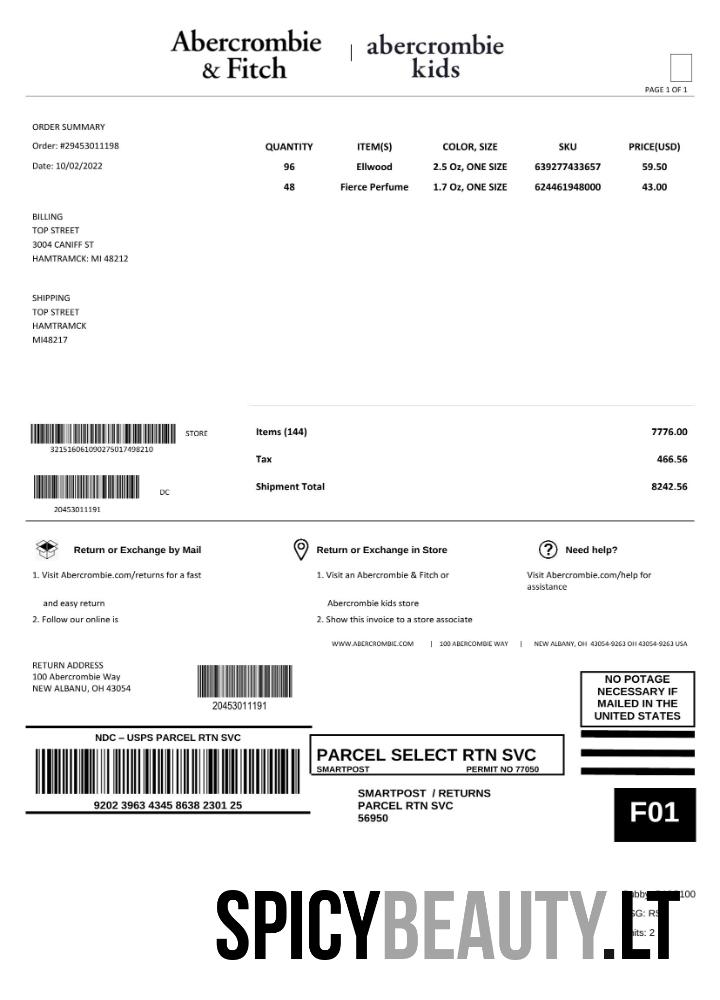 Abercrombie & Fitch | abercrombie kids
PAGE 1 OF 1
ORDER SUMMARY
Order: #29453011198
Date: 10/02/2022
QUANTITY ITEM(S) COLOR, SIZE SKU PRICE(USD)
96 Ellwood 2.5 Oz, ONE SIZE 639277433657 59.50
48 Fierce Perfume 1.7 Oz, ONE SIZE 624461948000 43.00
BILLING
TOP STREET
3004 CANIFF ST
HAMTRAMCK: MI 48212
SHIPPING
TOP STREET
HAMTRAMCK
MI48217
STORE
321516061090275017498210
DC
20453011191
Items (144) 7776.00
Tax 466.56
Shipment Total 8242.56
Return or Exchange by Mail
1. Visit Abercrombie.com/returns for a fast
and easy return
2. Follow our online is
Return or Exchange in Store
1. Visit an Abercrombie & Fitch or
Abercrombie kids store
2. Show this invoice to a store associate
Need help?
Visit Abercrombie.com/help for
assistance
WWW.ABERCROMBIE.COM | 100 ABERCOMBIE WAY | NEW ALBANY, OH 43054-9263 OH 43054-9263 USA
RETURN ADDRESS
100 Abercrombie Way
NEW ALBANU, OH 43054
20453011191
NO POTAGE
NECESSARY IF
MAILED IN THE
UNITED STATES
NDC – USPS PARCEL RTN SVC
9202 3963 4345 8638 2301 25
PARCEL SELECT RTN SVC
SMARTPOST PERMIT NO 77050
SMARTPOST / RETURNS
PARCEL RTN SVC
56950
F01
SPICYBEAUTY.LT